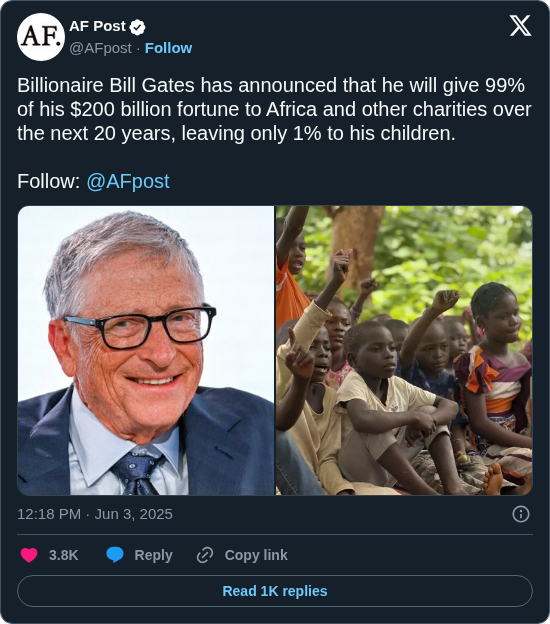 AF.
AF Post
@AFpost · Follow
X
Billionaire Bill Gates has announced that he will give 99%
of his $200 billion fortune to Africa and other charities over
the next 20 years, leaving only 1% to his children.
Follow: @AFpost
12:18 PM · Jun 3, 2025
3.8K Reply Copy link
Read 1K replies